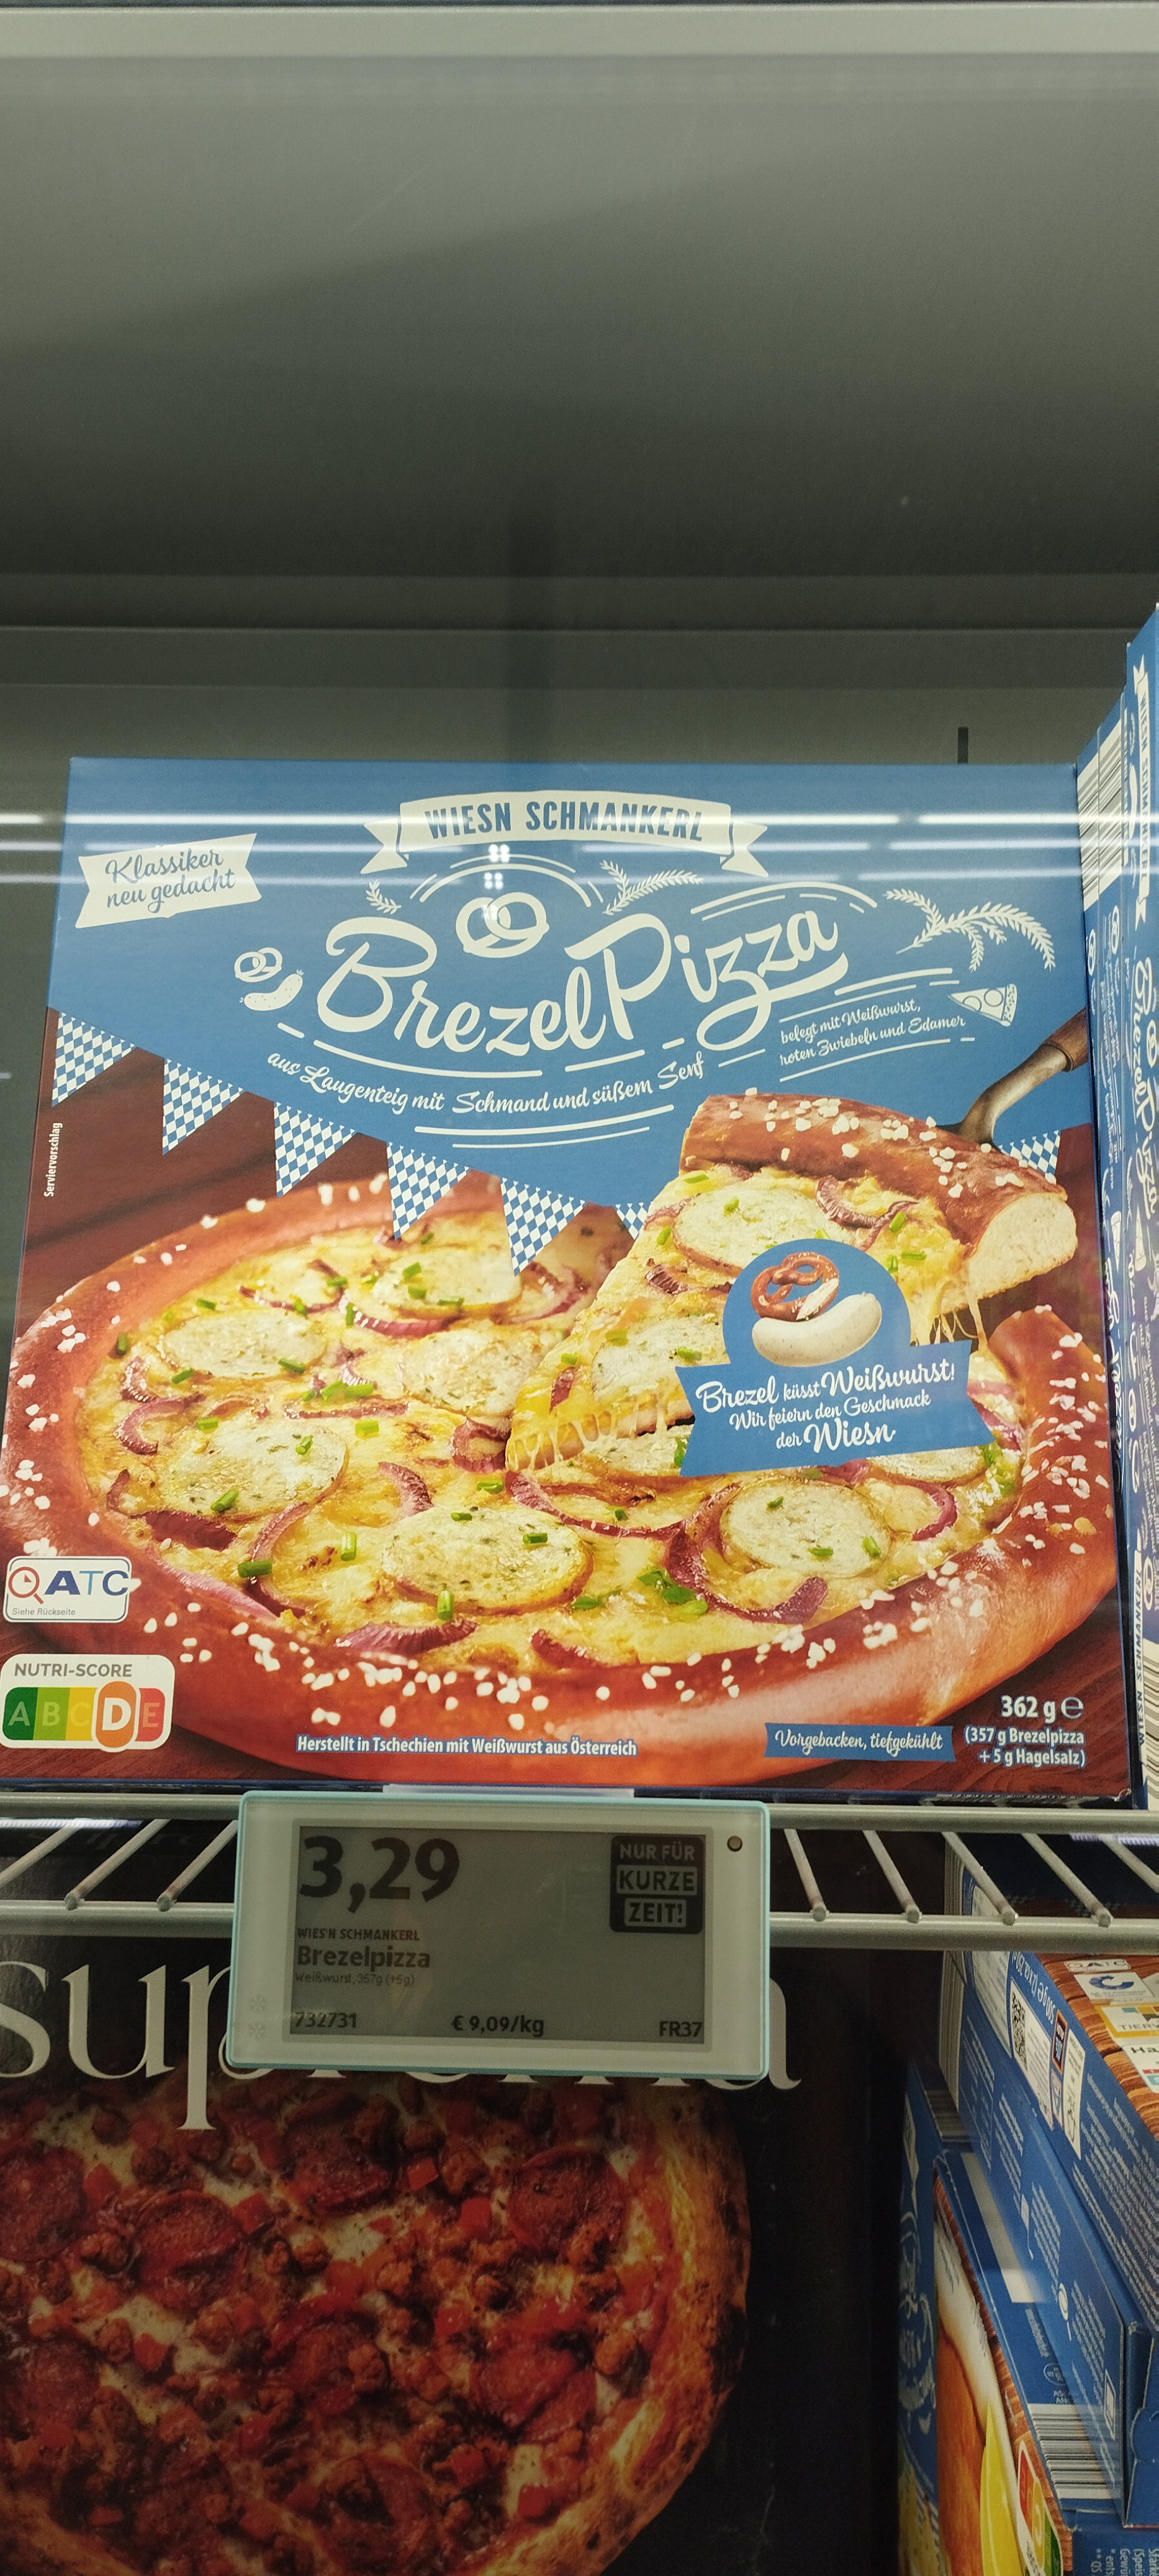 WIESN SCHMANKERL
Klassiker
neu gedacht
BrezelPizza
belegt mit Weißwurst,
roten Zwiebeln und Edamer
aus Laugenteig mit Schmand und süßem Senf
Serviervorschlag
Brezel küsst Weißwurst!
Wir feiern den Geschmack
der Wiesn
ATC
Siehe Rückseite
NUTRI-SCORE
A B C D E
Herstellt in Tschechien mit Weißwurst aus Österreich
Vorgebacken, tiefgekühlt
362 g ℮
(357 g Brezelpizza
+ 5 g Hagelsalz)
3,29
NUR FÜR
KURZE
ZEIT!
WIES'N SCHMANKERL
Brezelpizza
Weißwurst, 357g (+5g)
732731
€ 9,09/kg
FR37
WIESN SCHMANKERL
BrezelPizza